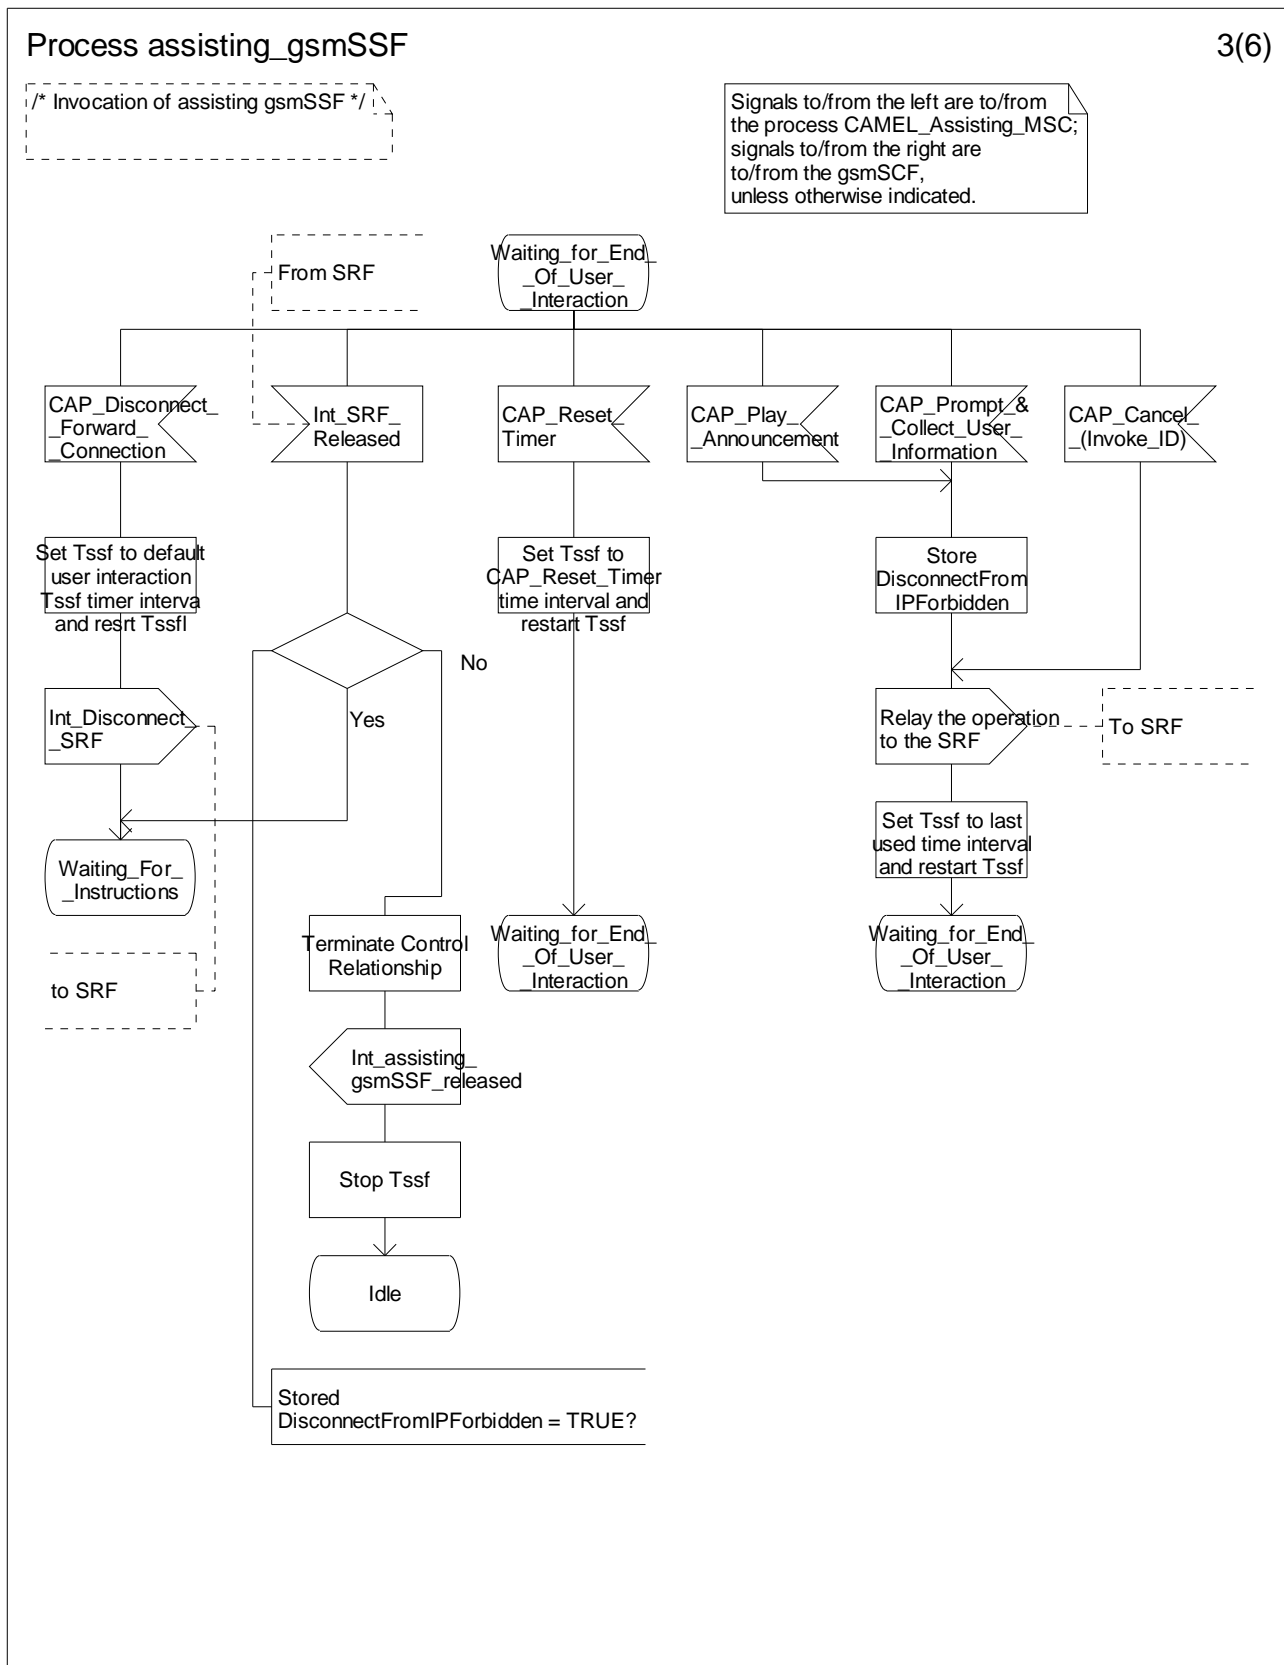 Process assisting_gsmSSF
3(6)
/* Invocation of assisting gsmSSF */
Signals to/from the left are to/from
the process CAMEL_Assisting_MSC;
signals to/from the right are
to/from the gsmSCF,
unless otherwise indicated.
From SRF
Waiting_for_End_
_Of_User_
_Interaction
CAP_Disconnect_
_Forward_
_Connection
Int_SRF_
Released
CAP_Reset_
Timer
CAP_Play_
_Announcement
CAP_Prompt_&
_Collect_User_
_Information
CAP_Cancel_
_(Invoke_ID)
Set Tssf to default
user interaction
Tssf timer interva
and resrt Tssfl
Set Tssf to
CAP_Reset_Timer
time interval and
restart Tssf
Store
DisconnectFrom
IPForbidden
No
Yes
Int_Disconnect_
_SRF
Relay the operation
to the SRF
To SRF
Set Tssf to last
used time interval
and restart Tssf
Waiting_For_
_Instructions
Terminate Control
Relationship
Waiting_for_End_
_Of_User_
_Interaction
Waiting_for_End_
_Of_User_
_Interaction
to SRF
Int_assisting_
gsmSSF_released
Stop Tssf
Idle
Stored
DisconnectFromIPForbidden = TRUE?